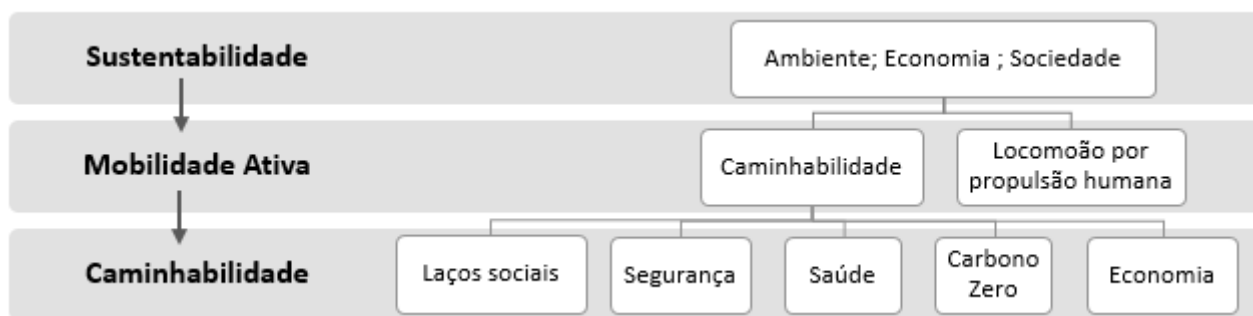 Sustentabilidade
Ambiente; Economia ; Sociedade
Mobilidade Ativa
Caminhabilidade
Locomoão por
propulsão humana
Caminhabilidade
Laços sociais
Segurança
Saúde
Carbono
Zero
Economia